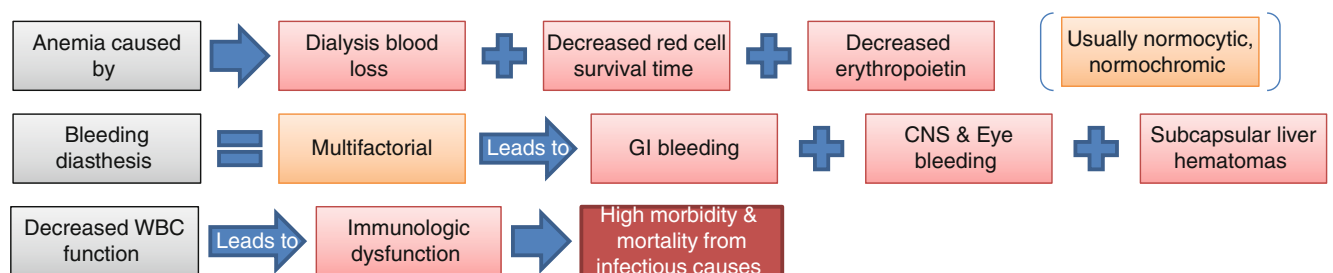 Anemia caused
by
Dialysis blood
loss
Decreased red cell
survival time
Decreased
erythropoietin
Usually normocytic,
normochromic
Bleeding
diasthesis
Multifactorial
Leads to
GI bleeding
CNS & Eye
bleeding
Subcapsular liver
hematomas
Decreased WBC
function
Leads to
Immunologic
dysfunction
High morbidity &
mortality from
infectious causes